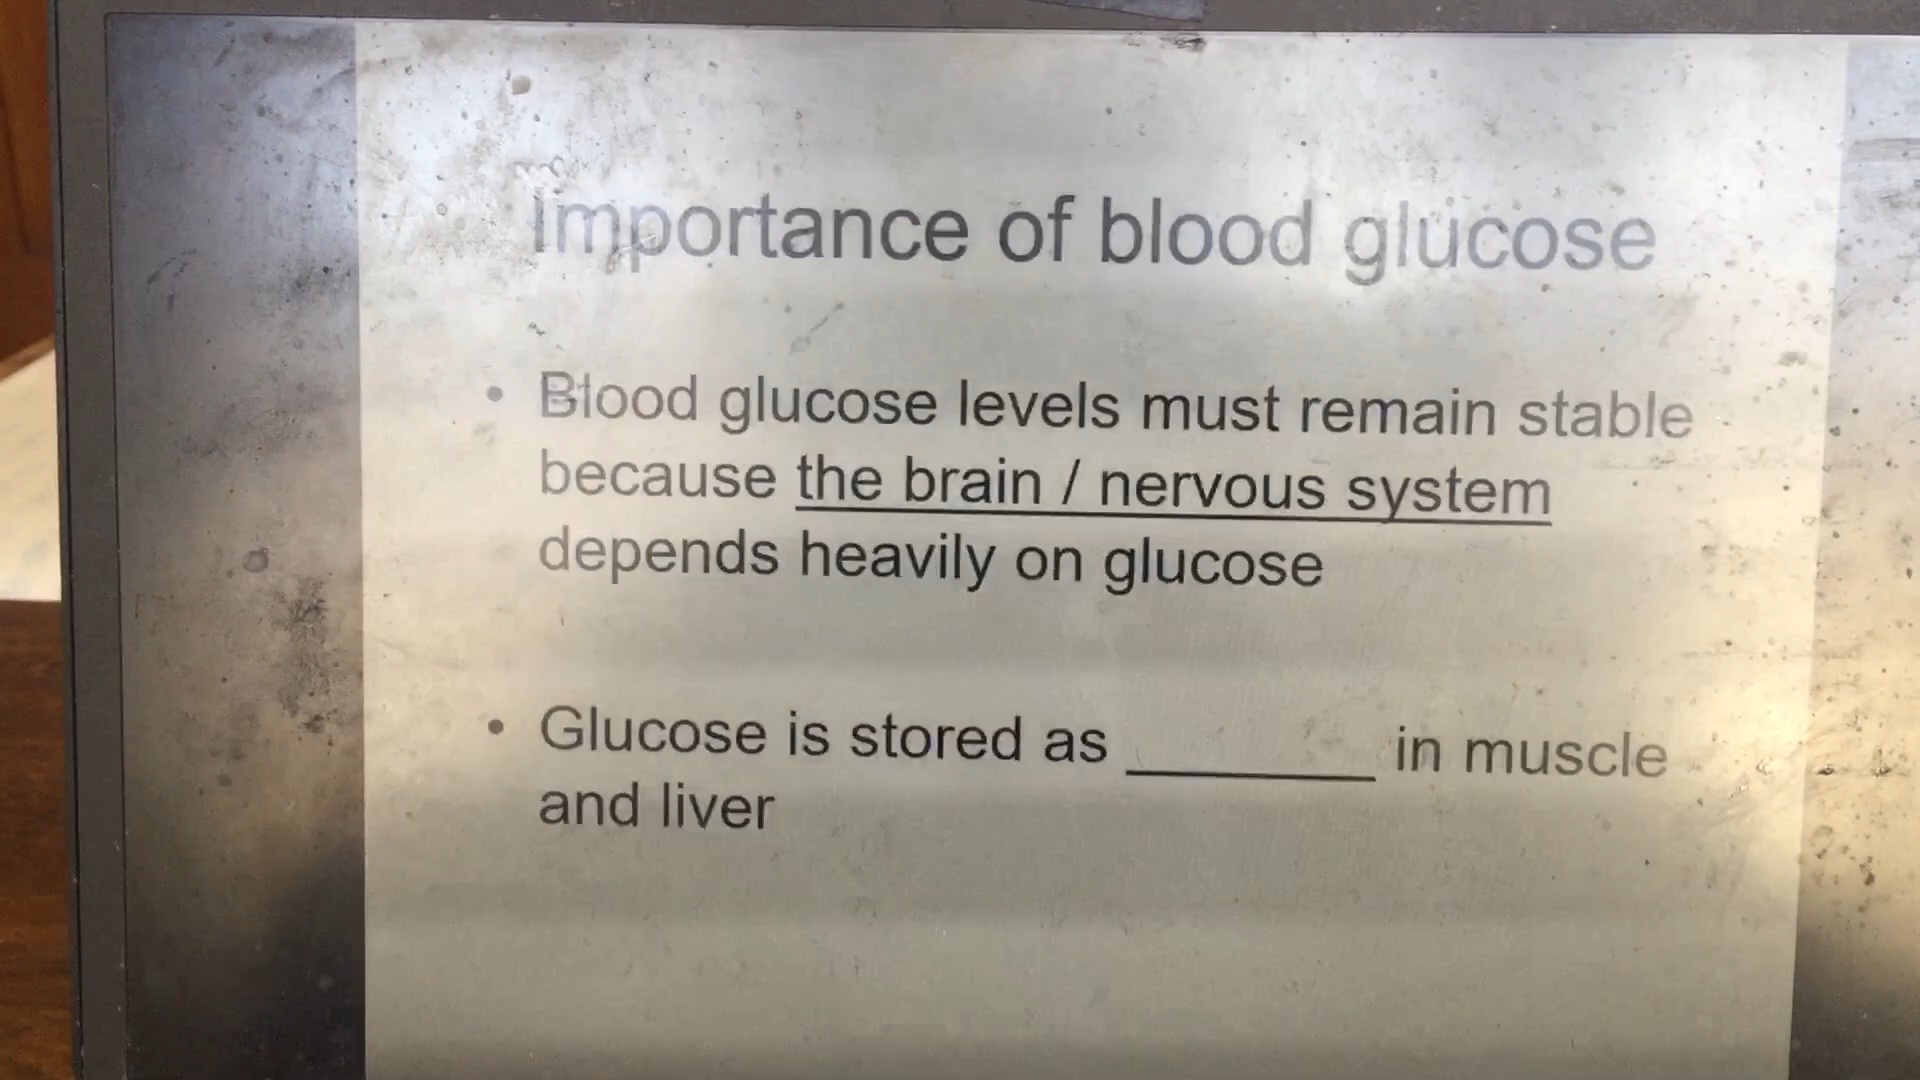 Importance of blood glucose
• Blood glucose levels must remain stable
because the brain / nervous system
depends heavily on glucose
• Glucose is stored as ________ in muscle
and liver